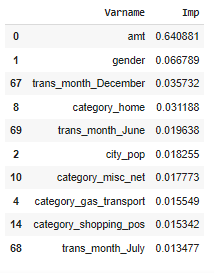 Varname Imp
0 amt 0.640881
1 gender 0.066789
67 trans_month_December 0.035732
8 category_home 0.031188
69 trans_month_June 0.019638
2 city_pop 0.018255
10 category_misc_net 0.017773
4 category_gas_transport 0.015549
14 category_shopping_pos 0.015342
68 trans_month_July 0.013477